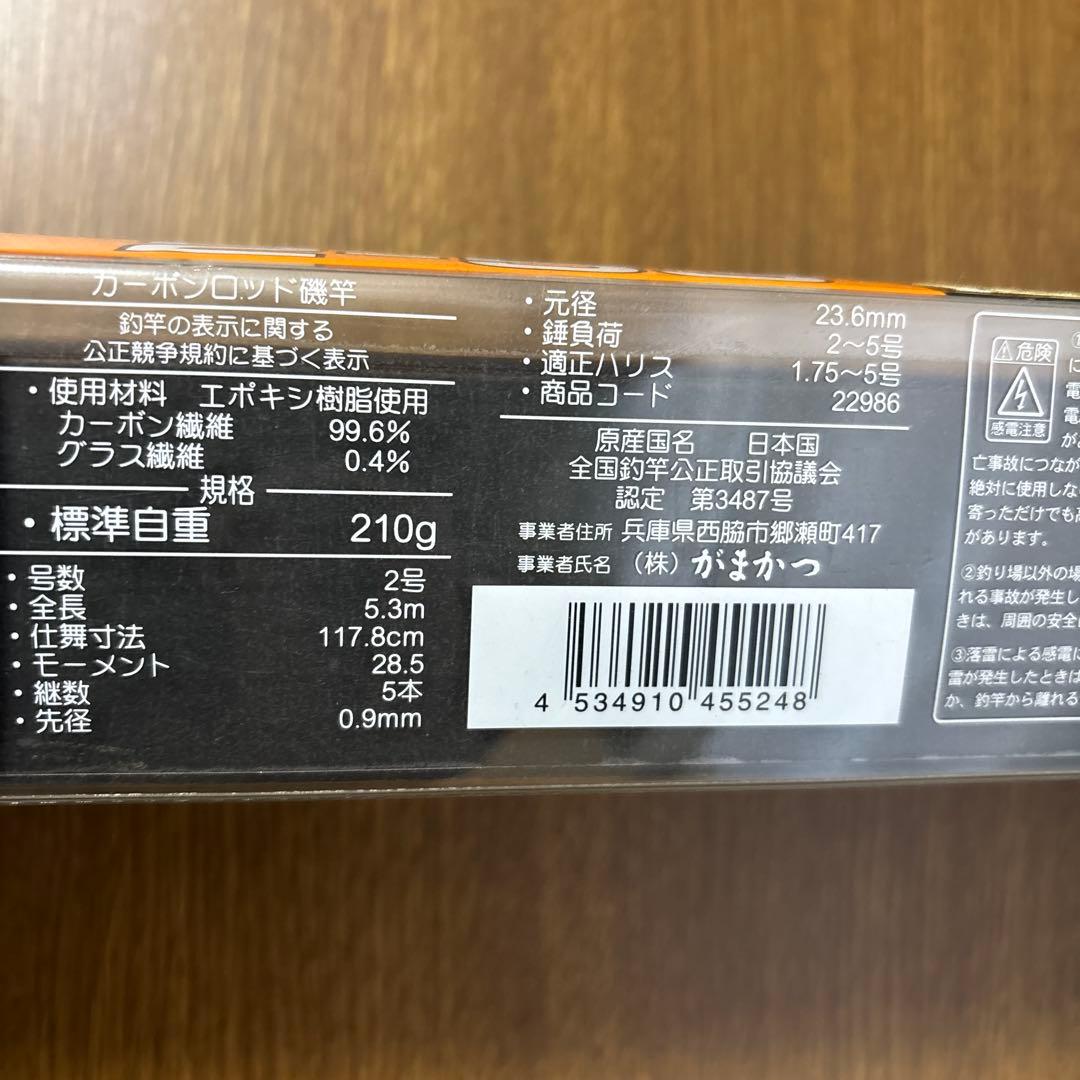 カーボンロッド磯竿
釣竿の表示に関する
公正競争規約に基づく表示
・使用材料 エポキシ樹脂使用
カーボン繊維 99.6%
グラス繊維 0.4%
規格
・標準自重 210g
・号数 2号
・全長 5.3m
・仕舞寸法 117.8cm
・モーメント 28.5
・継数 5本
・先径 0.9mm
・元径 23.6mm
・錘負荷 2〜5号
・適正ハリス 1.75〜5号
・商品コード 22986
原産国名 日本国
全国釣竿公正取引協議会
認定 第3487号
事業者住所 兵庫県西脇市郷瀬町417
事業者氏名 (株)がまかつ
4 534910 455248
危険
感電注意
①
に
電
電
が
亡事故につなが
絶対に使用しな
寄っただけでも
があります。
②釣り場以外の場
れる事故が発生し
きは、周囲の安全
③落雷による感電に
雷が発生したときは
か、釣竿から離れる